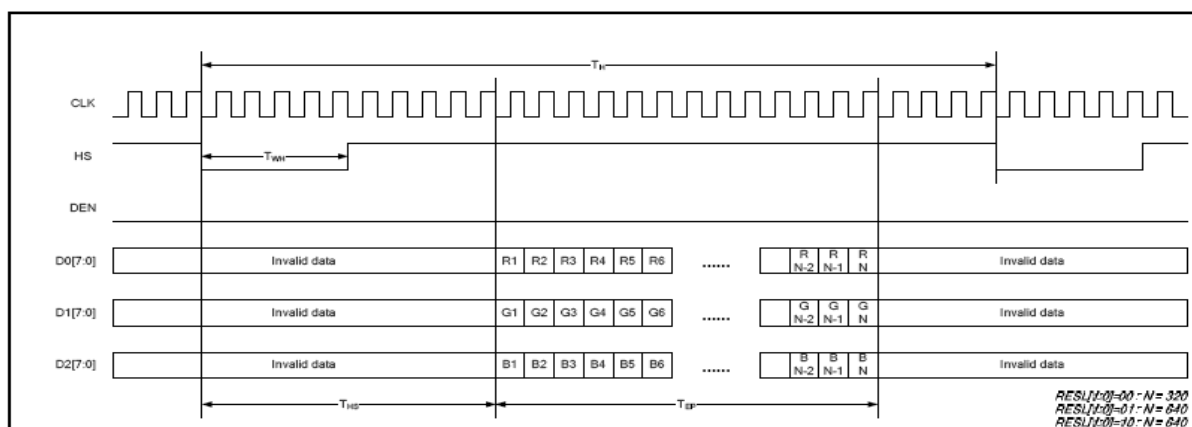 TH
CLK
HS
TWH
DEN
D0[7:0] Invalid data R1 R2 R3 R4 R5 R6 ...... R N-2 R N-1 R N Invalid data
D1[7:0] Invalid data G1 G2 G3 G4 G5 G6 ...... G N-2 G N-1 G N Invalid data
D2[7:0] Invalid data B1 B2 B3 B4 B5 B6 ...... B N-2 B N-1 B N Invalid data
THS TEP
RESL[1:0]=00 : N = 320
RESL[1:0]=01 : N = 640
RESL[1:0]=10 : N = 640